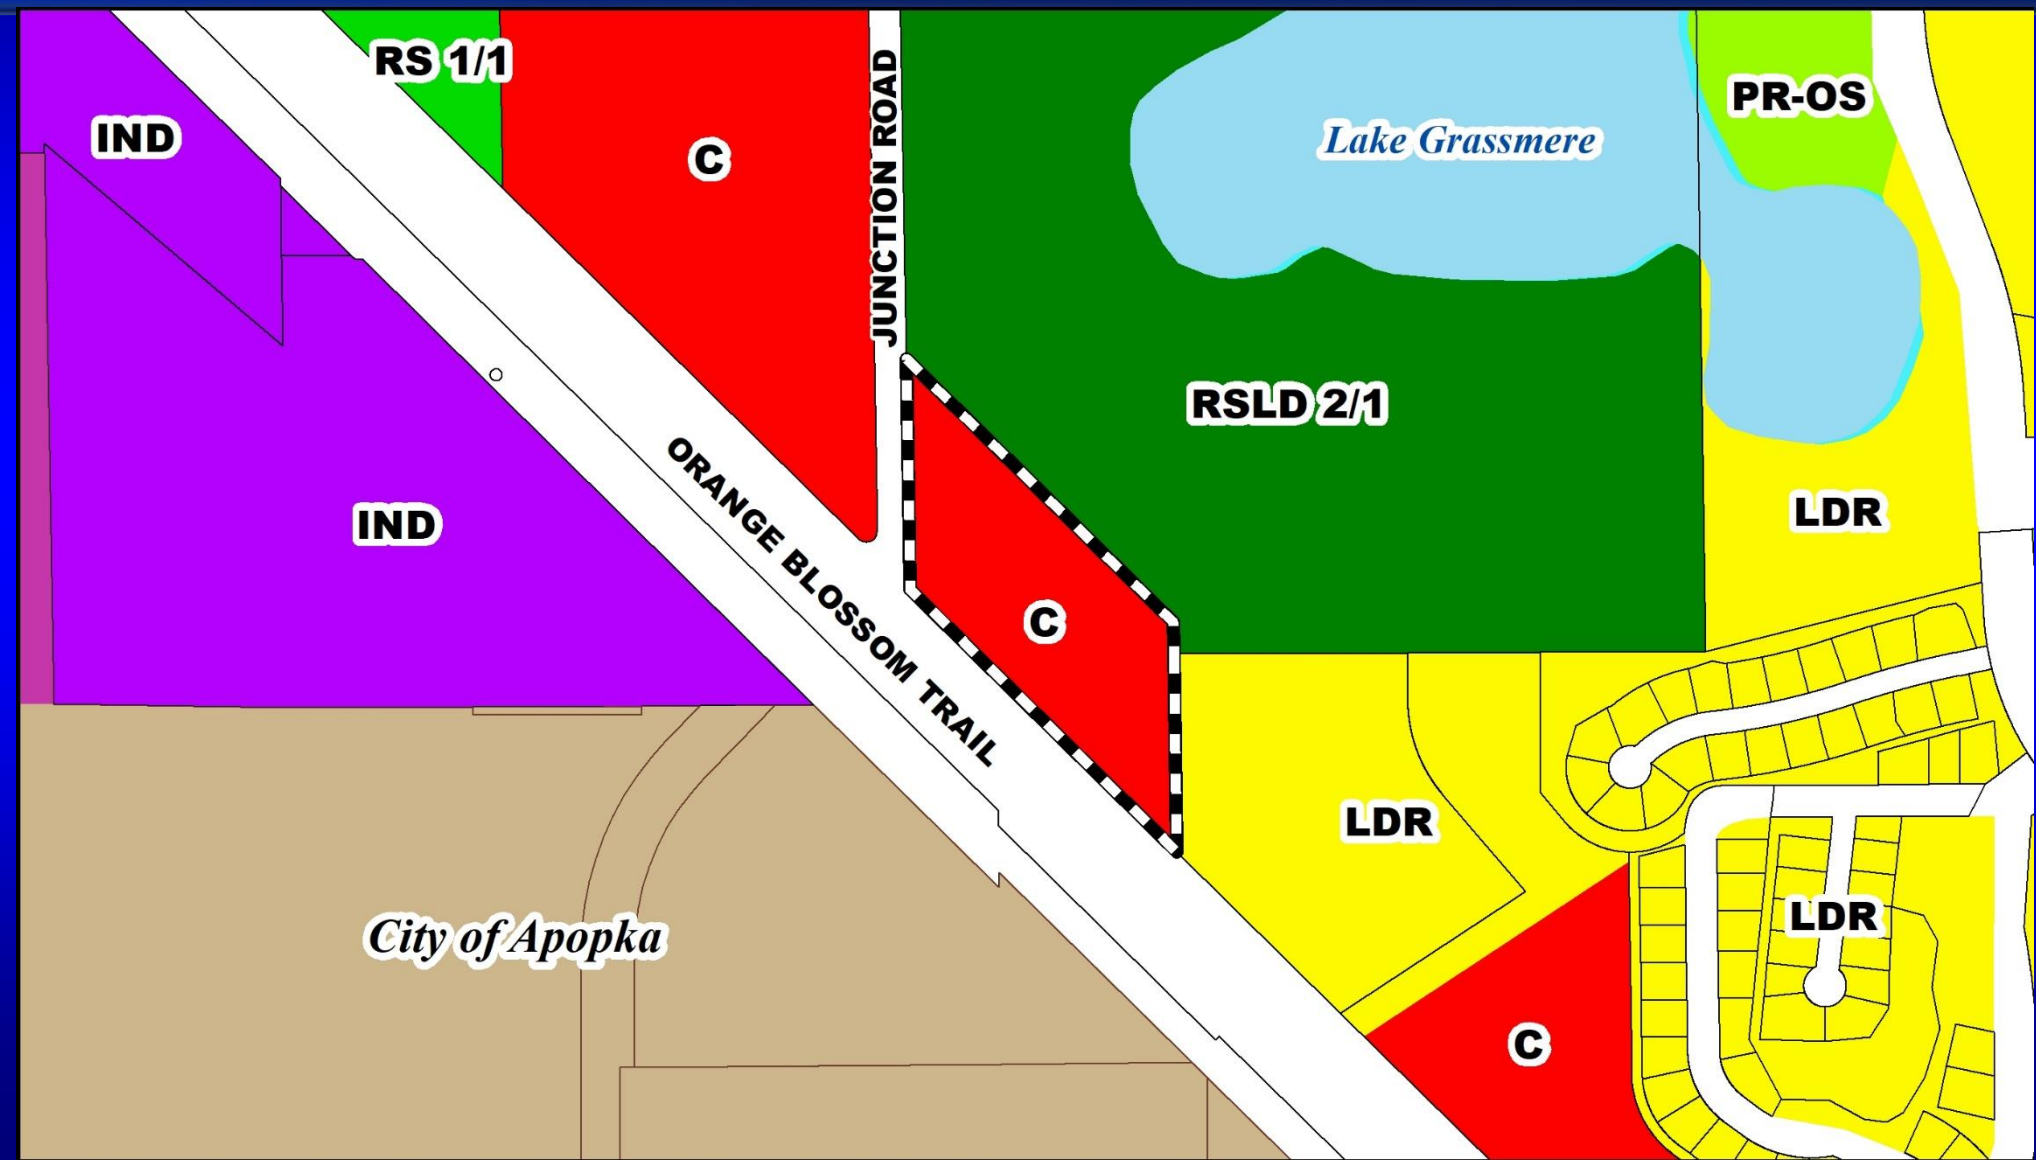 RS 1/1
PR-OS
IND
Lake Grassmere
C
JUNCTION ROAD
RSLD 2/1
LDR
IND
ORANGE BLOSSOM TRAIL
C
LDR
LDR
City of Apopka
C